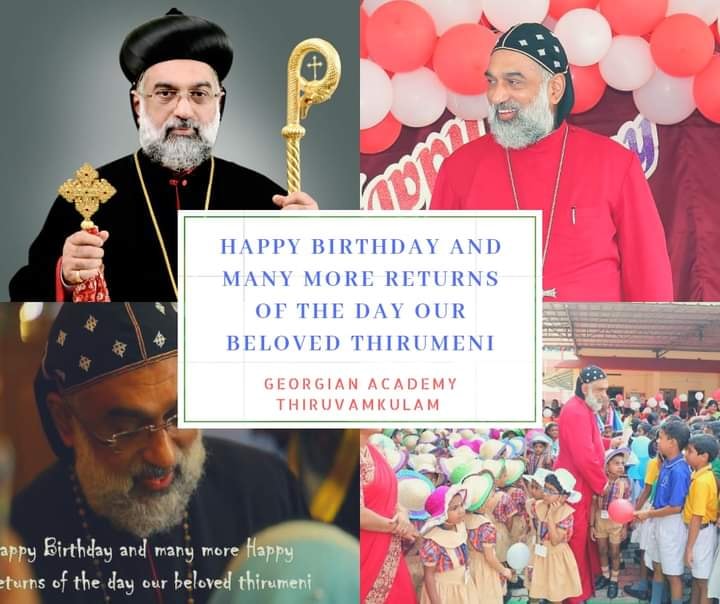 HAPPY BIRTHDAY AND
MANY MORE RETURNS
OF THE DAY OUR
BELOVED THIRUMENI
GEORGIAN ACADEMY
THIRUVAMKULAM
appy Birthday and many more Happy
eturns of the day our beloved thirumeni